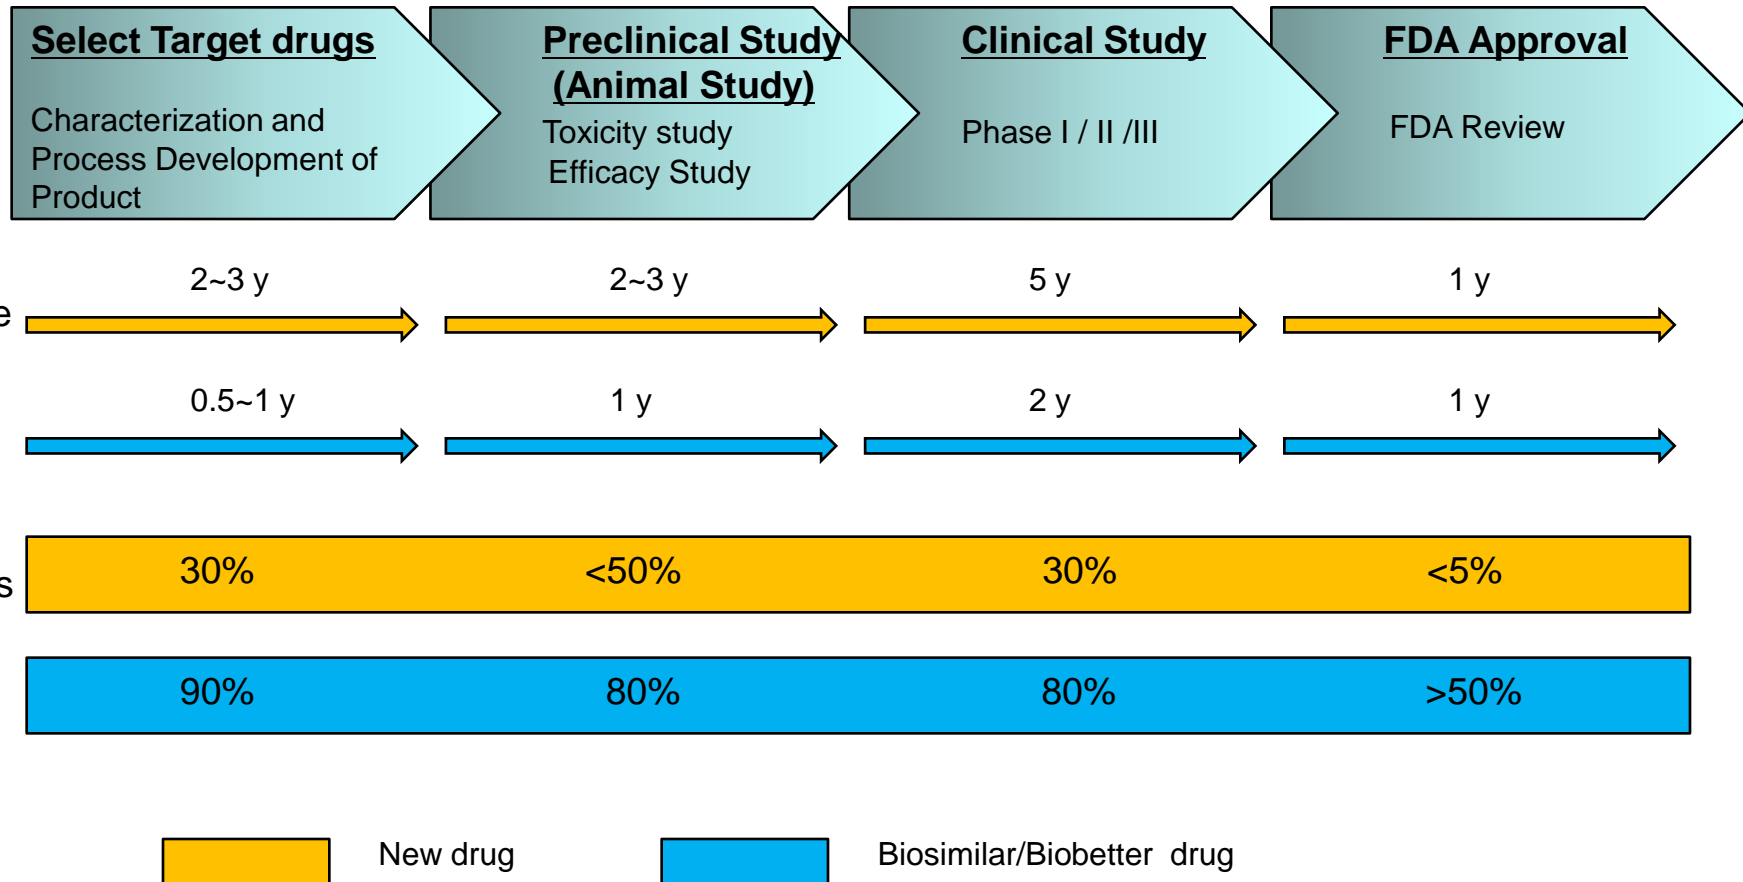 Select Target drugs
Characterization and
Process Development of
Product
Preclinical Study
(Animal Study)
Toxicity study
Efficacy Study
Clinical Study
Phase I / II /III
FDA Approval
FDA Review
2~3 y 2~3 y 5 y 1 y
e
0.5~1 y 1 y 2 y 1 y
s 30% <50% 30% <5%
90% 80% 80% >50%
New drug Biosimilar/Biobetter drug